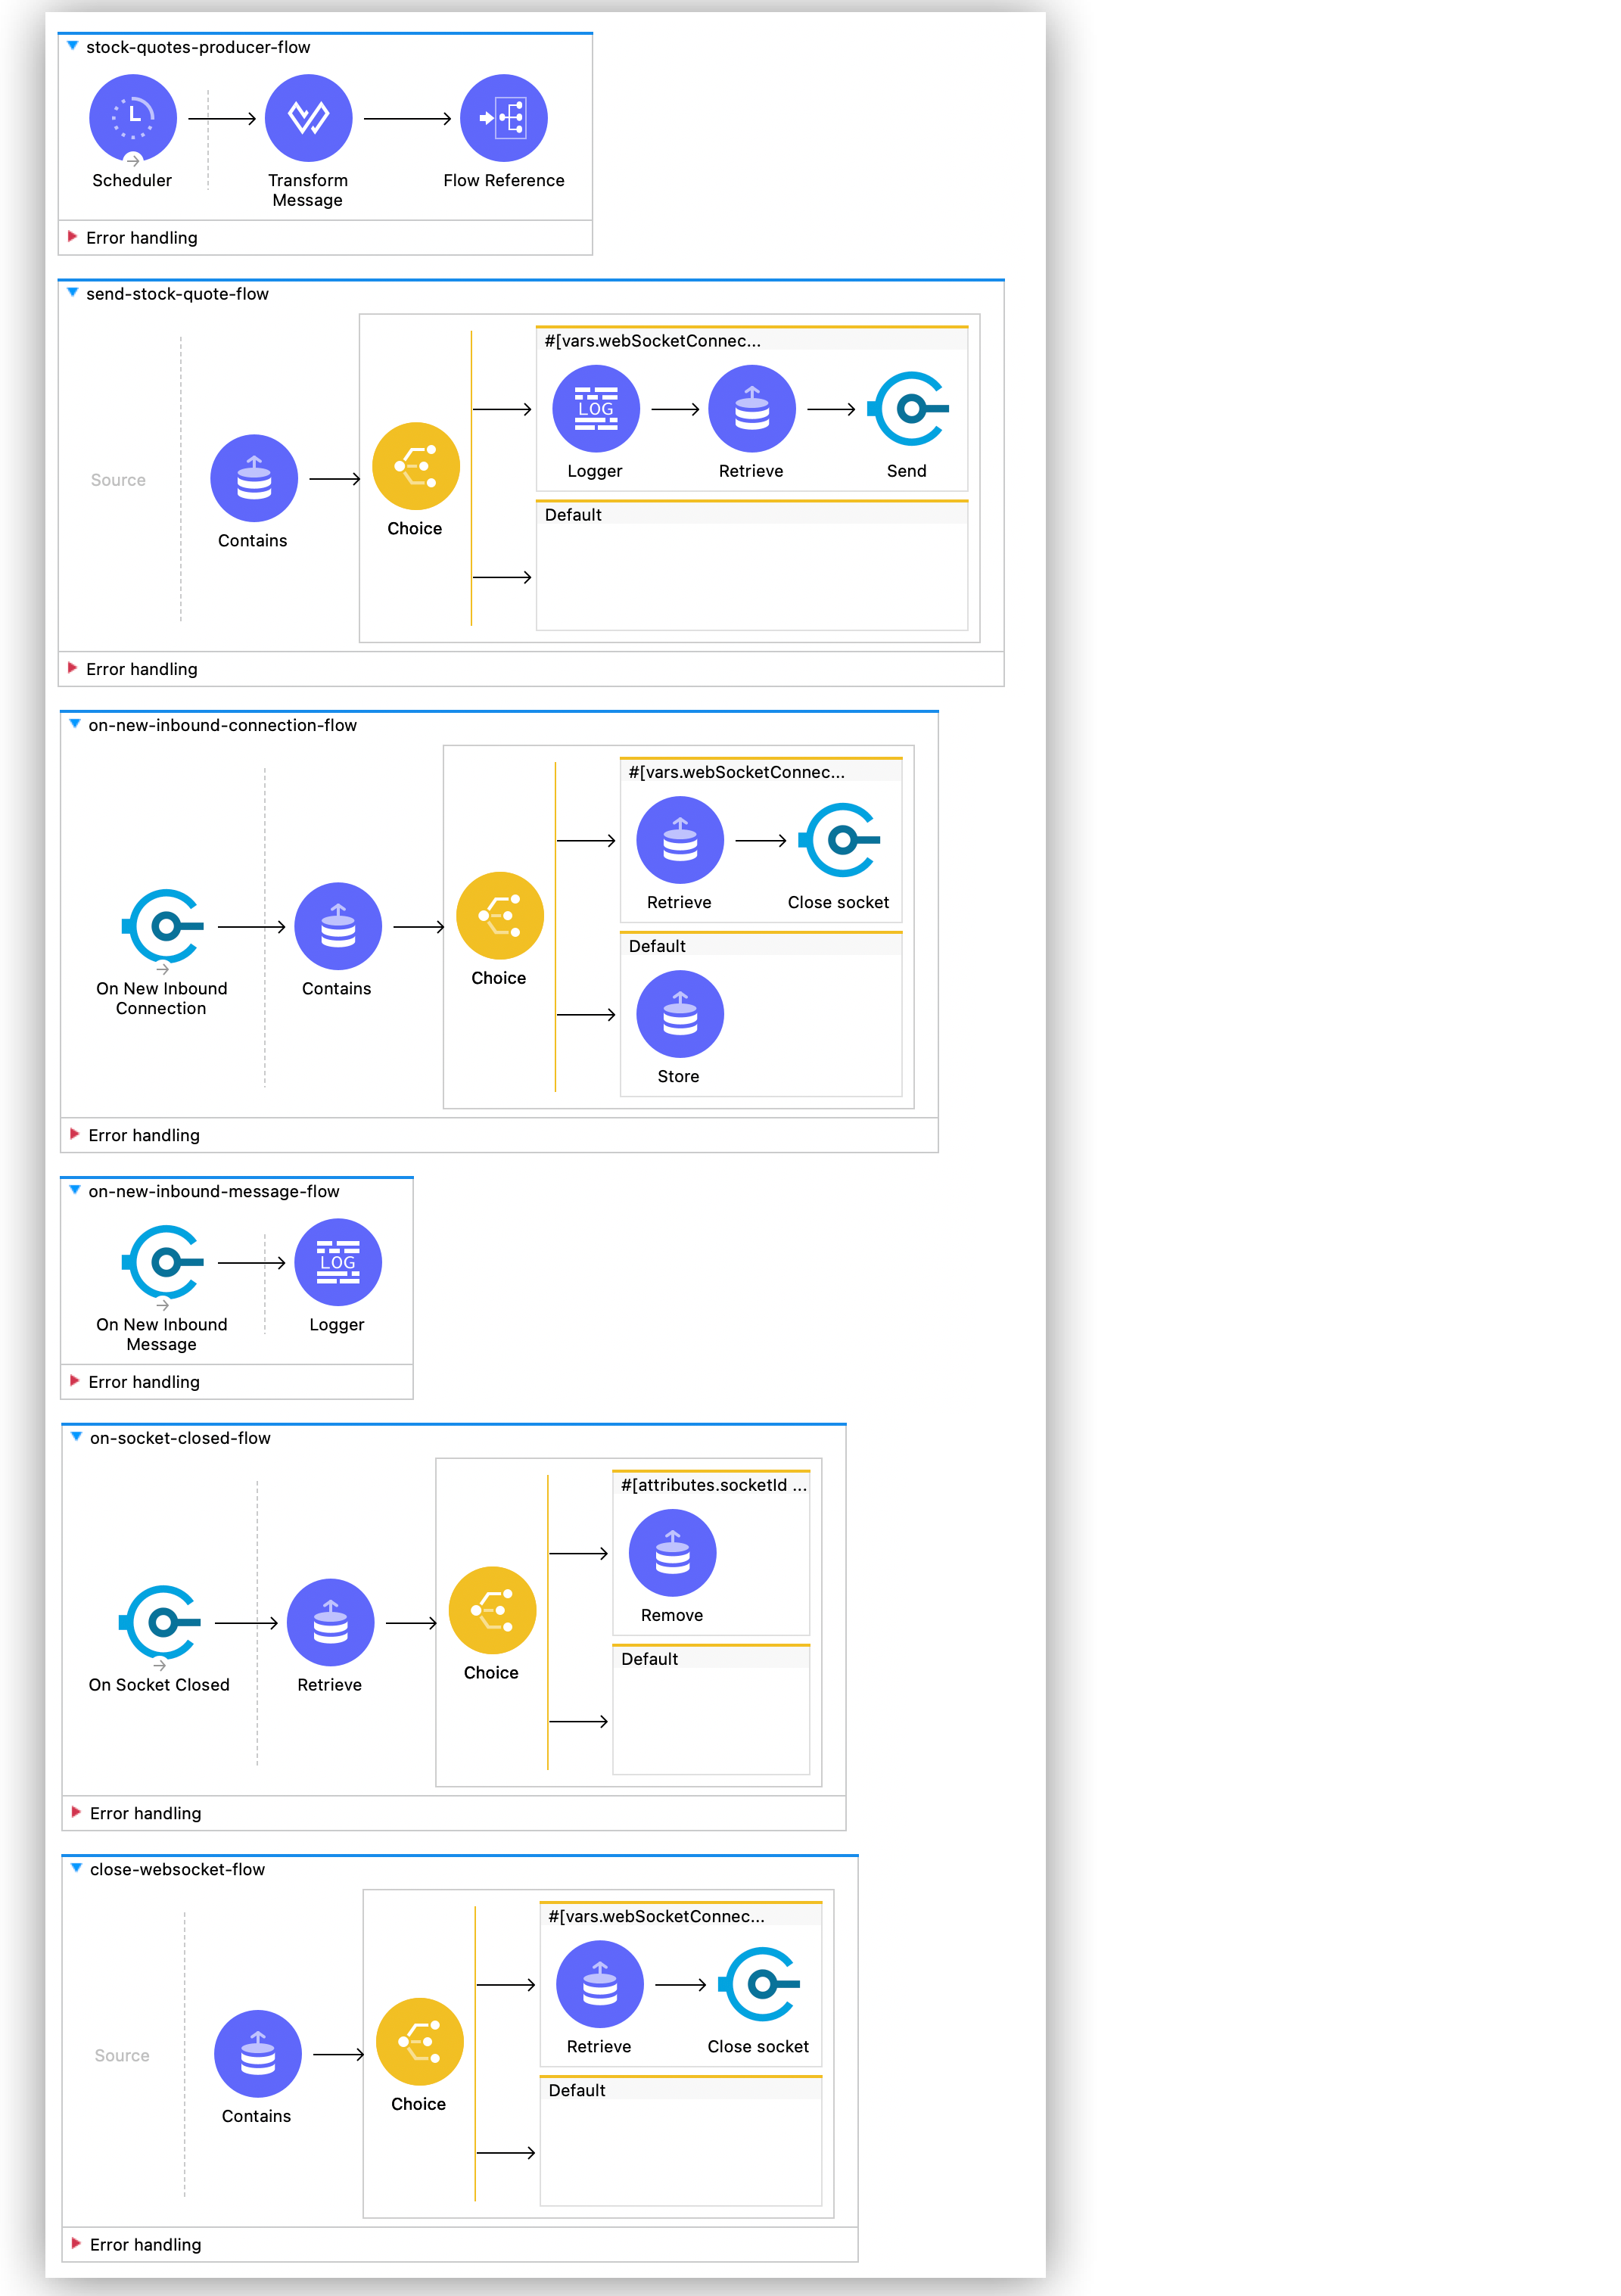 stock-quotes-producer-flow
Scheduler
Transform
Message
Flow Reference
Error handling
send-stock-quote-flow
Source
Contains
Choice
#[vars.webSocketConnec...
LOG
Logger
Retrieve
Send
Default
Error handling
on-new-inbound-connection-flow
On New Inbound
Connection
Contains
Choice
#[vars.webSocketConnec...
Retrieve
Close socket
Default
Store
Error handling
on-new-inbound-message-flow
On New Inbound
Message
LOG
Logger
Error handling
on-socket-closed-flow
On Socket Closed
Retrieve
Choice
#[attributes.socketId ...
Remove
Default
Error handling
close-websocket-flow
Source
Contains
Choice
#[vars.webSocketConnec...
Retrieve
Close socket
Default
Error handling